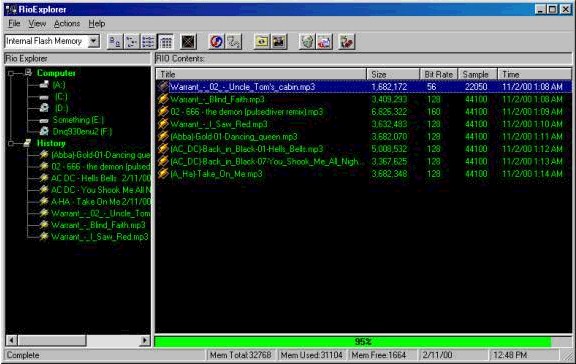 RioExplorer
File View Actions Help
Internal Flash Memory
Rio Explorer
RIO Contents:
Computer
(A:)
(C:)
(D:)
Something (E:)
Dnq930enu2 (F:)
History
(Abba)-Gold-01-Dancing que
02 - 666 - the demon (pulsed
AC DC - Hells Bells 2/11/00
AC DC - You Shook Me All N
A-HA - Take On Me 2/11/00
Warrant_-_02_-_Uncle_Tom
Warrant_-_Blind_Faith.mp3
Warrant_-_I_Saw_Red.mp3
Title Size Bit Rate Sample Time
Warrant_-_02_-_Uncle_Tom's_cabin.mp3 1,682,172 56 22050 11/2/00 1:08 AM
Warrant_-_Blind_Faith.mp3 3,409,293 128 44100 11/2/00 1:08 AM
02 - 666 - the demon (pulsedriver remix).mp3 6,826,322 160 44100 11/2/00 1:09 AM
Warrant_-_I_Saw_Red.mp3 3,632,483 128 44100 11/2/00 1:10 AM
(Abba)-Gold-01-Dancing_queen.mp3 3,682,070 128 44100 11/2/00 1:11 AM
(AC_DC)-Back_in_Black-01-Hells_Bells.mp3 5,008,532 128 44100 11/2/00 1:12 AM
(AC_DC)-Back_in_Black-07-You_Shook_Me_All_Nigh... 3,367,625 128 44100 11/2/00 1:13 AM
(A_Ha)-Take_On_Me.mp3 3,682,348 128 44100 11/2/00 1:14 AM
95%
Complete Mem Total:32768 Mem Used:31104 Mem Free:1664 2/11/00 12:48 PM